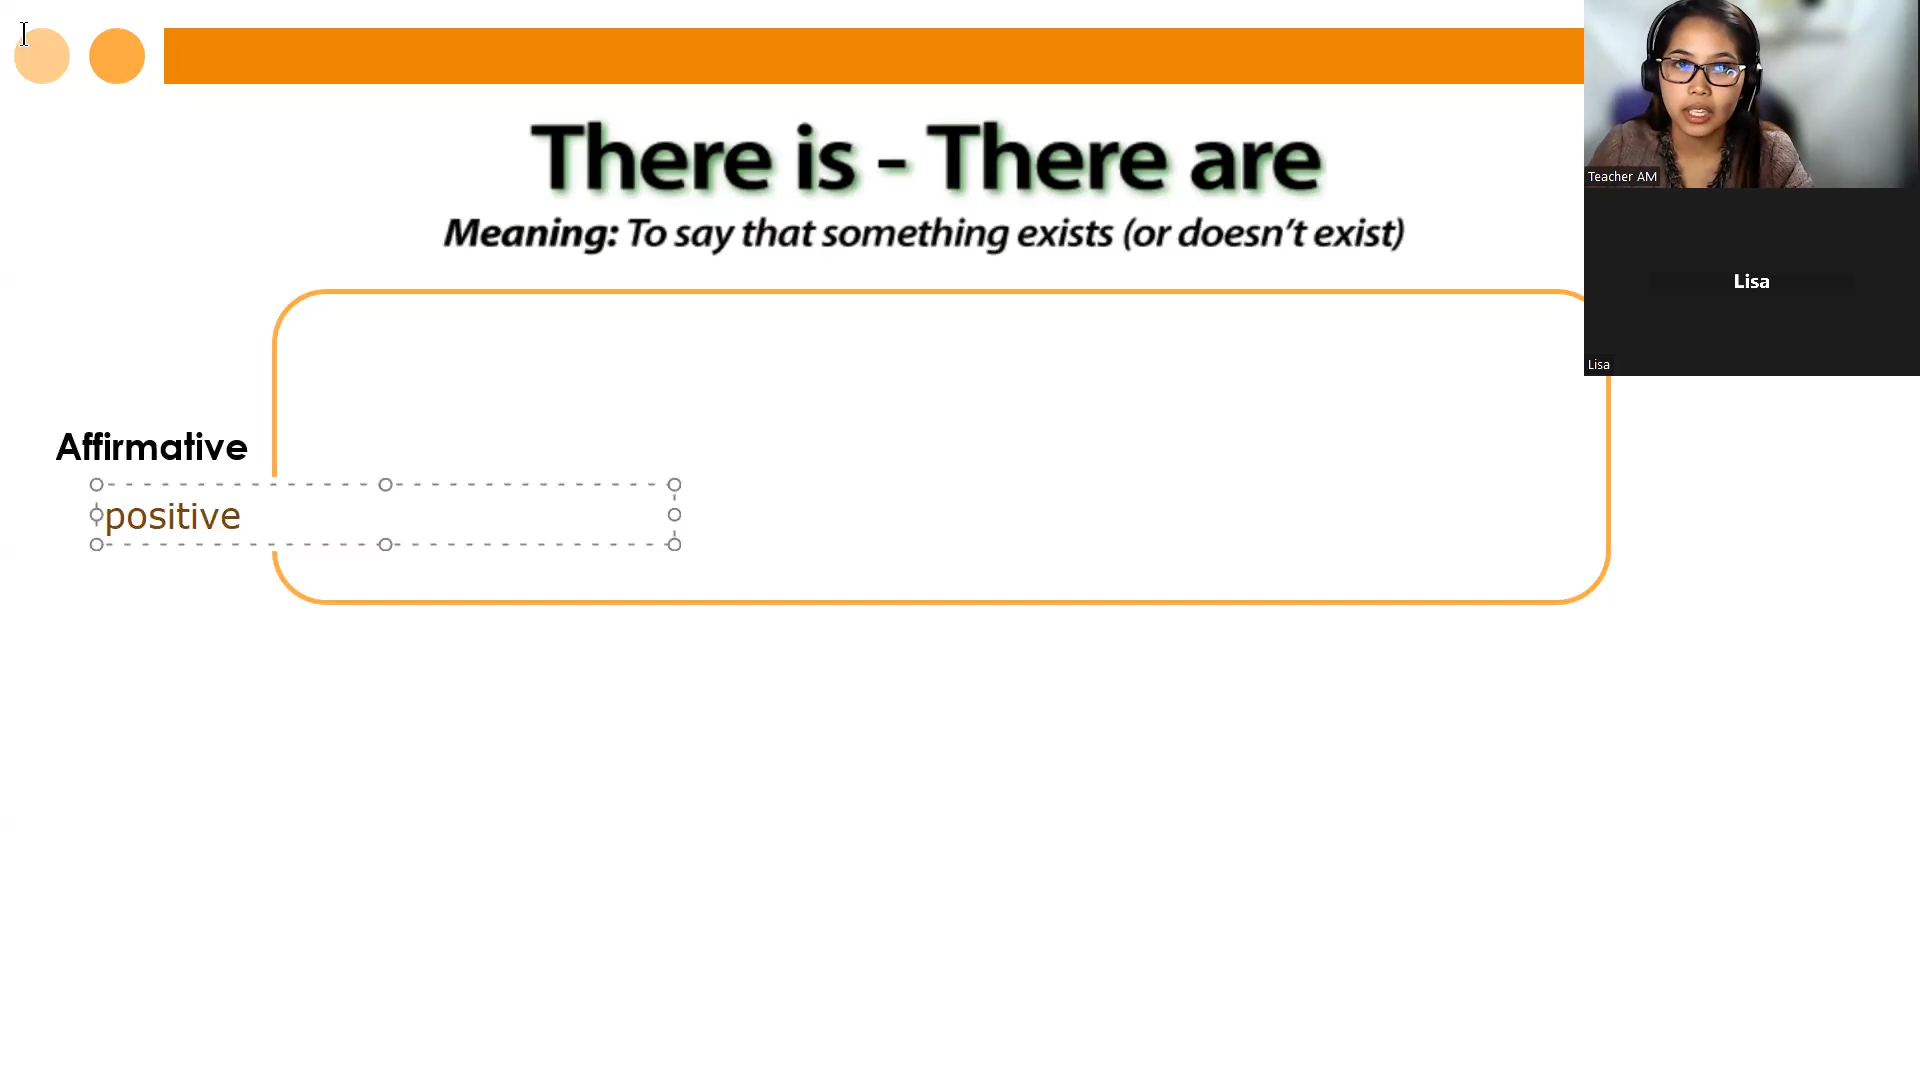 There is - There are
Meaning: To say that something exists (or doesn't exist)
Teacher AM
Lisa
Lisa
Affirmative
positive